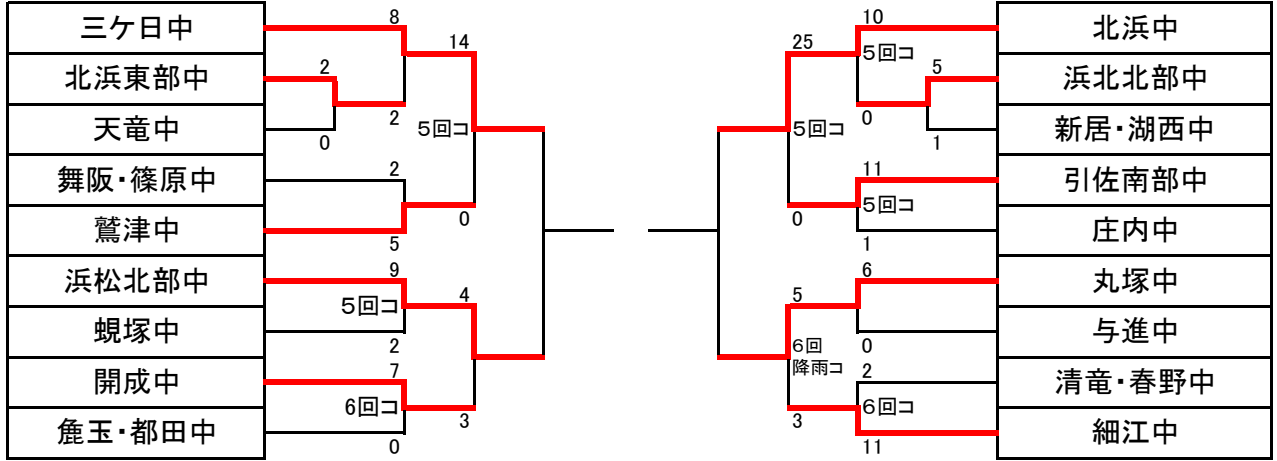 三ケ日中
北浜東部中
天竜中
舞阪・篠原中
鷲津中
浜松北部中
蜆塚中
開成中
麁玉・都田中
8
2
0
2
2
5
9
5回コ
2
7
6回コ
0
14
5回コ
0
4
3
25
5回コ
0
5
6回
降雨コ
3
10
5回コ
0
5
1
11
5回コ
1
6
0
2
6回コ
11
北浜中
浜北北部中
新居・湖西中
引佐南部中
庄内中
丸塚中
与進中
清竜・春野中
細江中